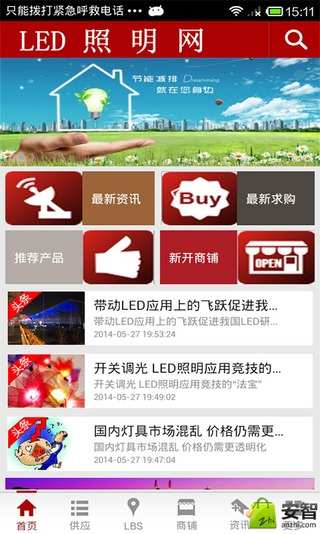 只能拨打紧急呼救电话 ...
15:11
LED 照明网
节能减排 Dreamming
就在您身边
最新资讯
Buy
最新求购
推荐产品
新开商铺
OPEN
头条
带动LED应用上的飞跃促进我...
带动LED应用上的飞跃促进我国LED研...
2014-05-27 19:53:24
头条
开关调光 LED照明应用竞技的...
开关调光 LED照明应用竞技的“法宝”
2014-05-27 19:49:02
头条
国内灯具市场混乱 价格仍需更...
国内灯具市场混乱 价格仍需更透明化
2014-05-27 19:47:04
首页
供应
LBS
商铺
资讯
更多
zhi
安智
anzhi.com